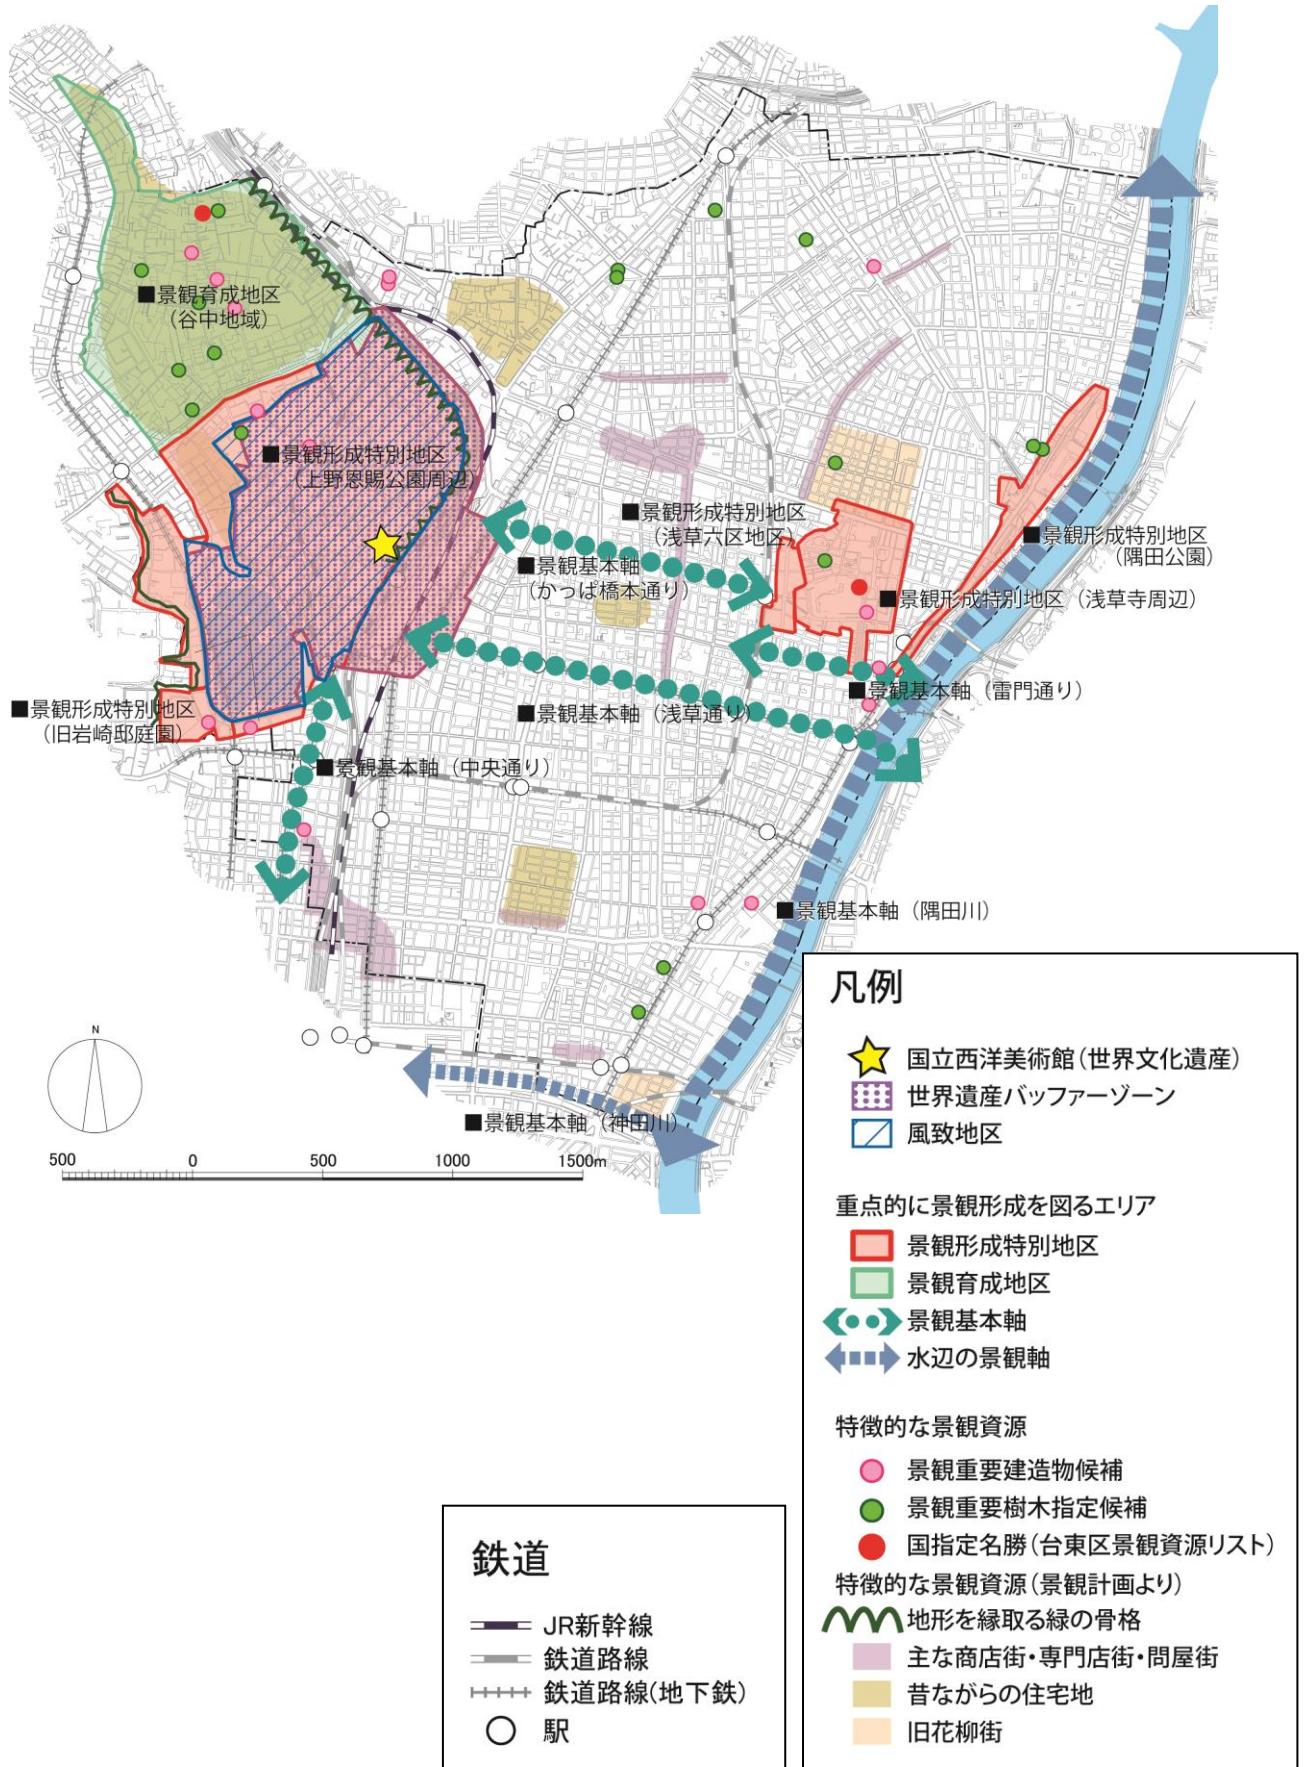 ■景観育成地区
（谷中地域）
■景観形成特別地区
（上野恩賜公園周辺）
■景観形成特別地区
（浅草六区地区）
■景観形成特別地区
（隅田公園）
■景観基本軸
（かっぱ橋本通り）
■景観形成特別地区（浅草寺周辺）
■景観基本軸（雷門通り）
■景観形成特別地区
（旧岩崎邸庭園）
■景観基本軸（浅草通り）
■景観基本軸（中央通り）
■景観基本軸（隅田川）
■景観基本軸（神田川）
N
500 0 500 1000 1500m
凡例
国立西洋美術館（世界文化遺産）
世界遺産バッファーゾーン
風致地区
重点的に景観形成を図るエリア
景観形成特別地区
景観育成地区
景観基本軸
水辺の景観軸
特徴的な景観資源
景観重要建造物候補
景観重要樹木指定候補
国指定名勝（台東区景観資源リスト）
特徴的な景観資源（景観計画より）
地形を縁取る緑の骨格
主な商店街・専門店街・問屋街
昔ながらの住宅地
旧花柳街
鉄道
JR新幹線
鉄道路線
鉄道路線（地下鉄）
駅